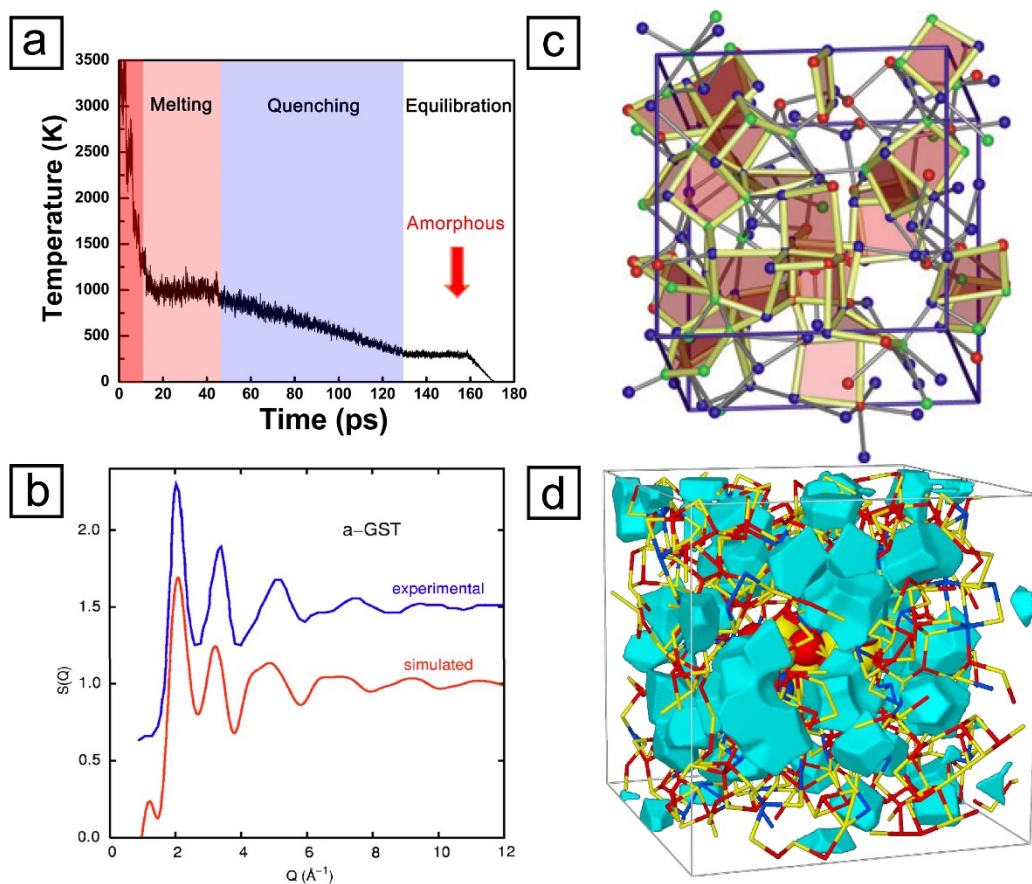 a
3500
3000
2500
2000
1500
1000
500
0
Temperature (K)
Melting
Quenching
Equilibration
Amorphous
0 20 40 60 80 100 120 140 160 180
Time (ps)
c
b
2.0
1.5
1.0
0.5
0.0
S(Q)
a–GST
experimental
simulated
0 2 4 6 8 10 12
Q (Å⁻¹)
d